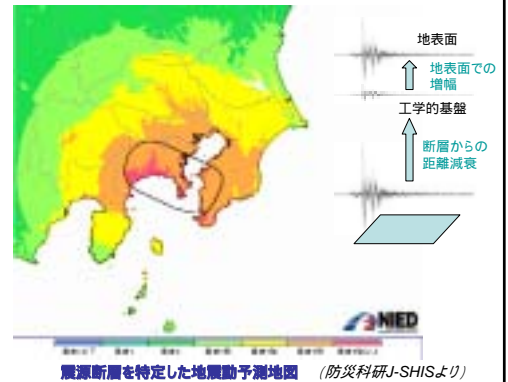 地表面
地表面での
増幅
工学的基盤
断層からの
距離減衰
NIED
震源断層を特定した地震動予測地図 (防災科研J-SHISより)